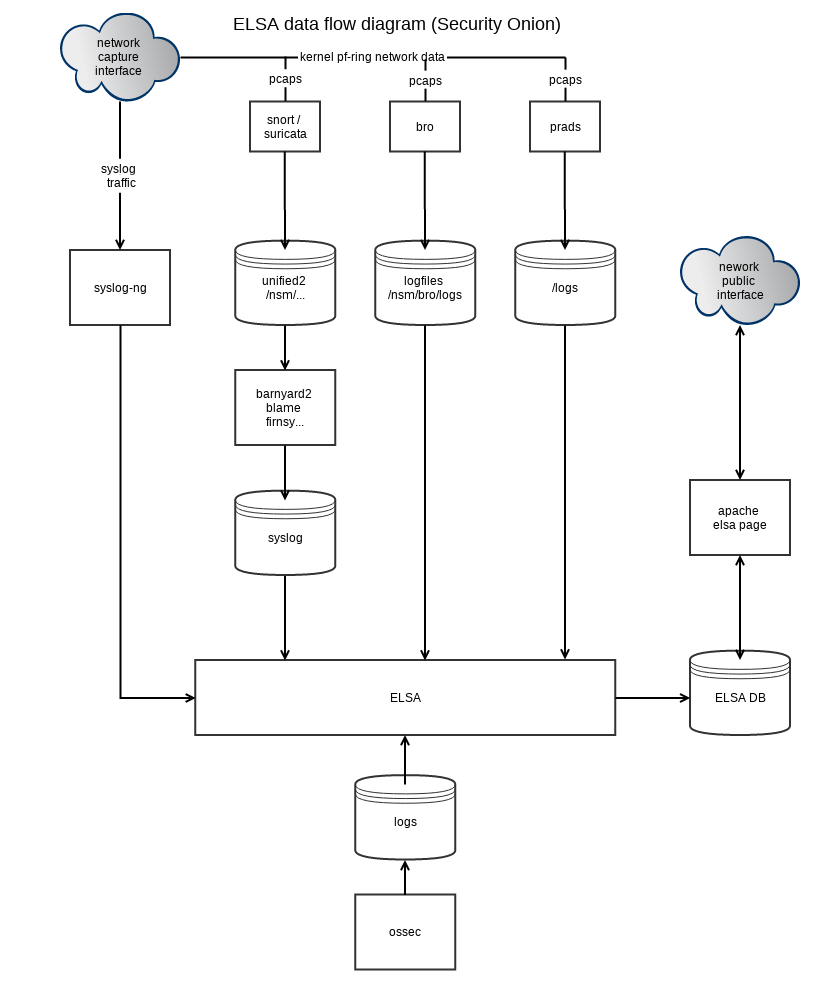 ELSA data flow diagram (Security Onion)
network
capture
interface
kernel pf-ring network data
pcaps
pcaps
pcaps
snort /
suricata
bro
prads
syslog
traffic
syslog-ng
unified2
/nsm/...
logfiles
/nsm/bro/logs
/logs
nework
public
interface
barnyard2
blame
firnsy...
syslog
apache
elsa page
ELSA
ELSA DB
logs
ossec